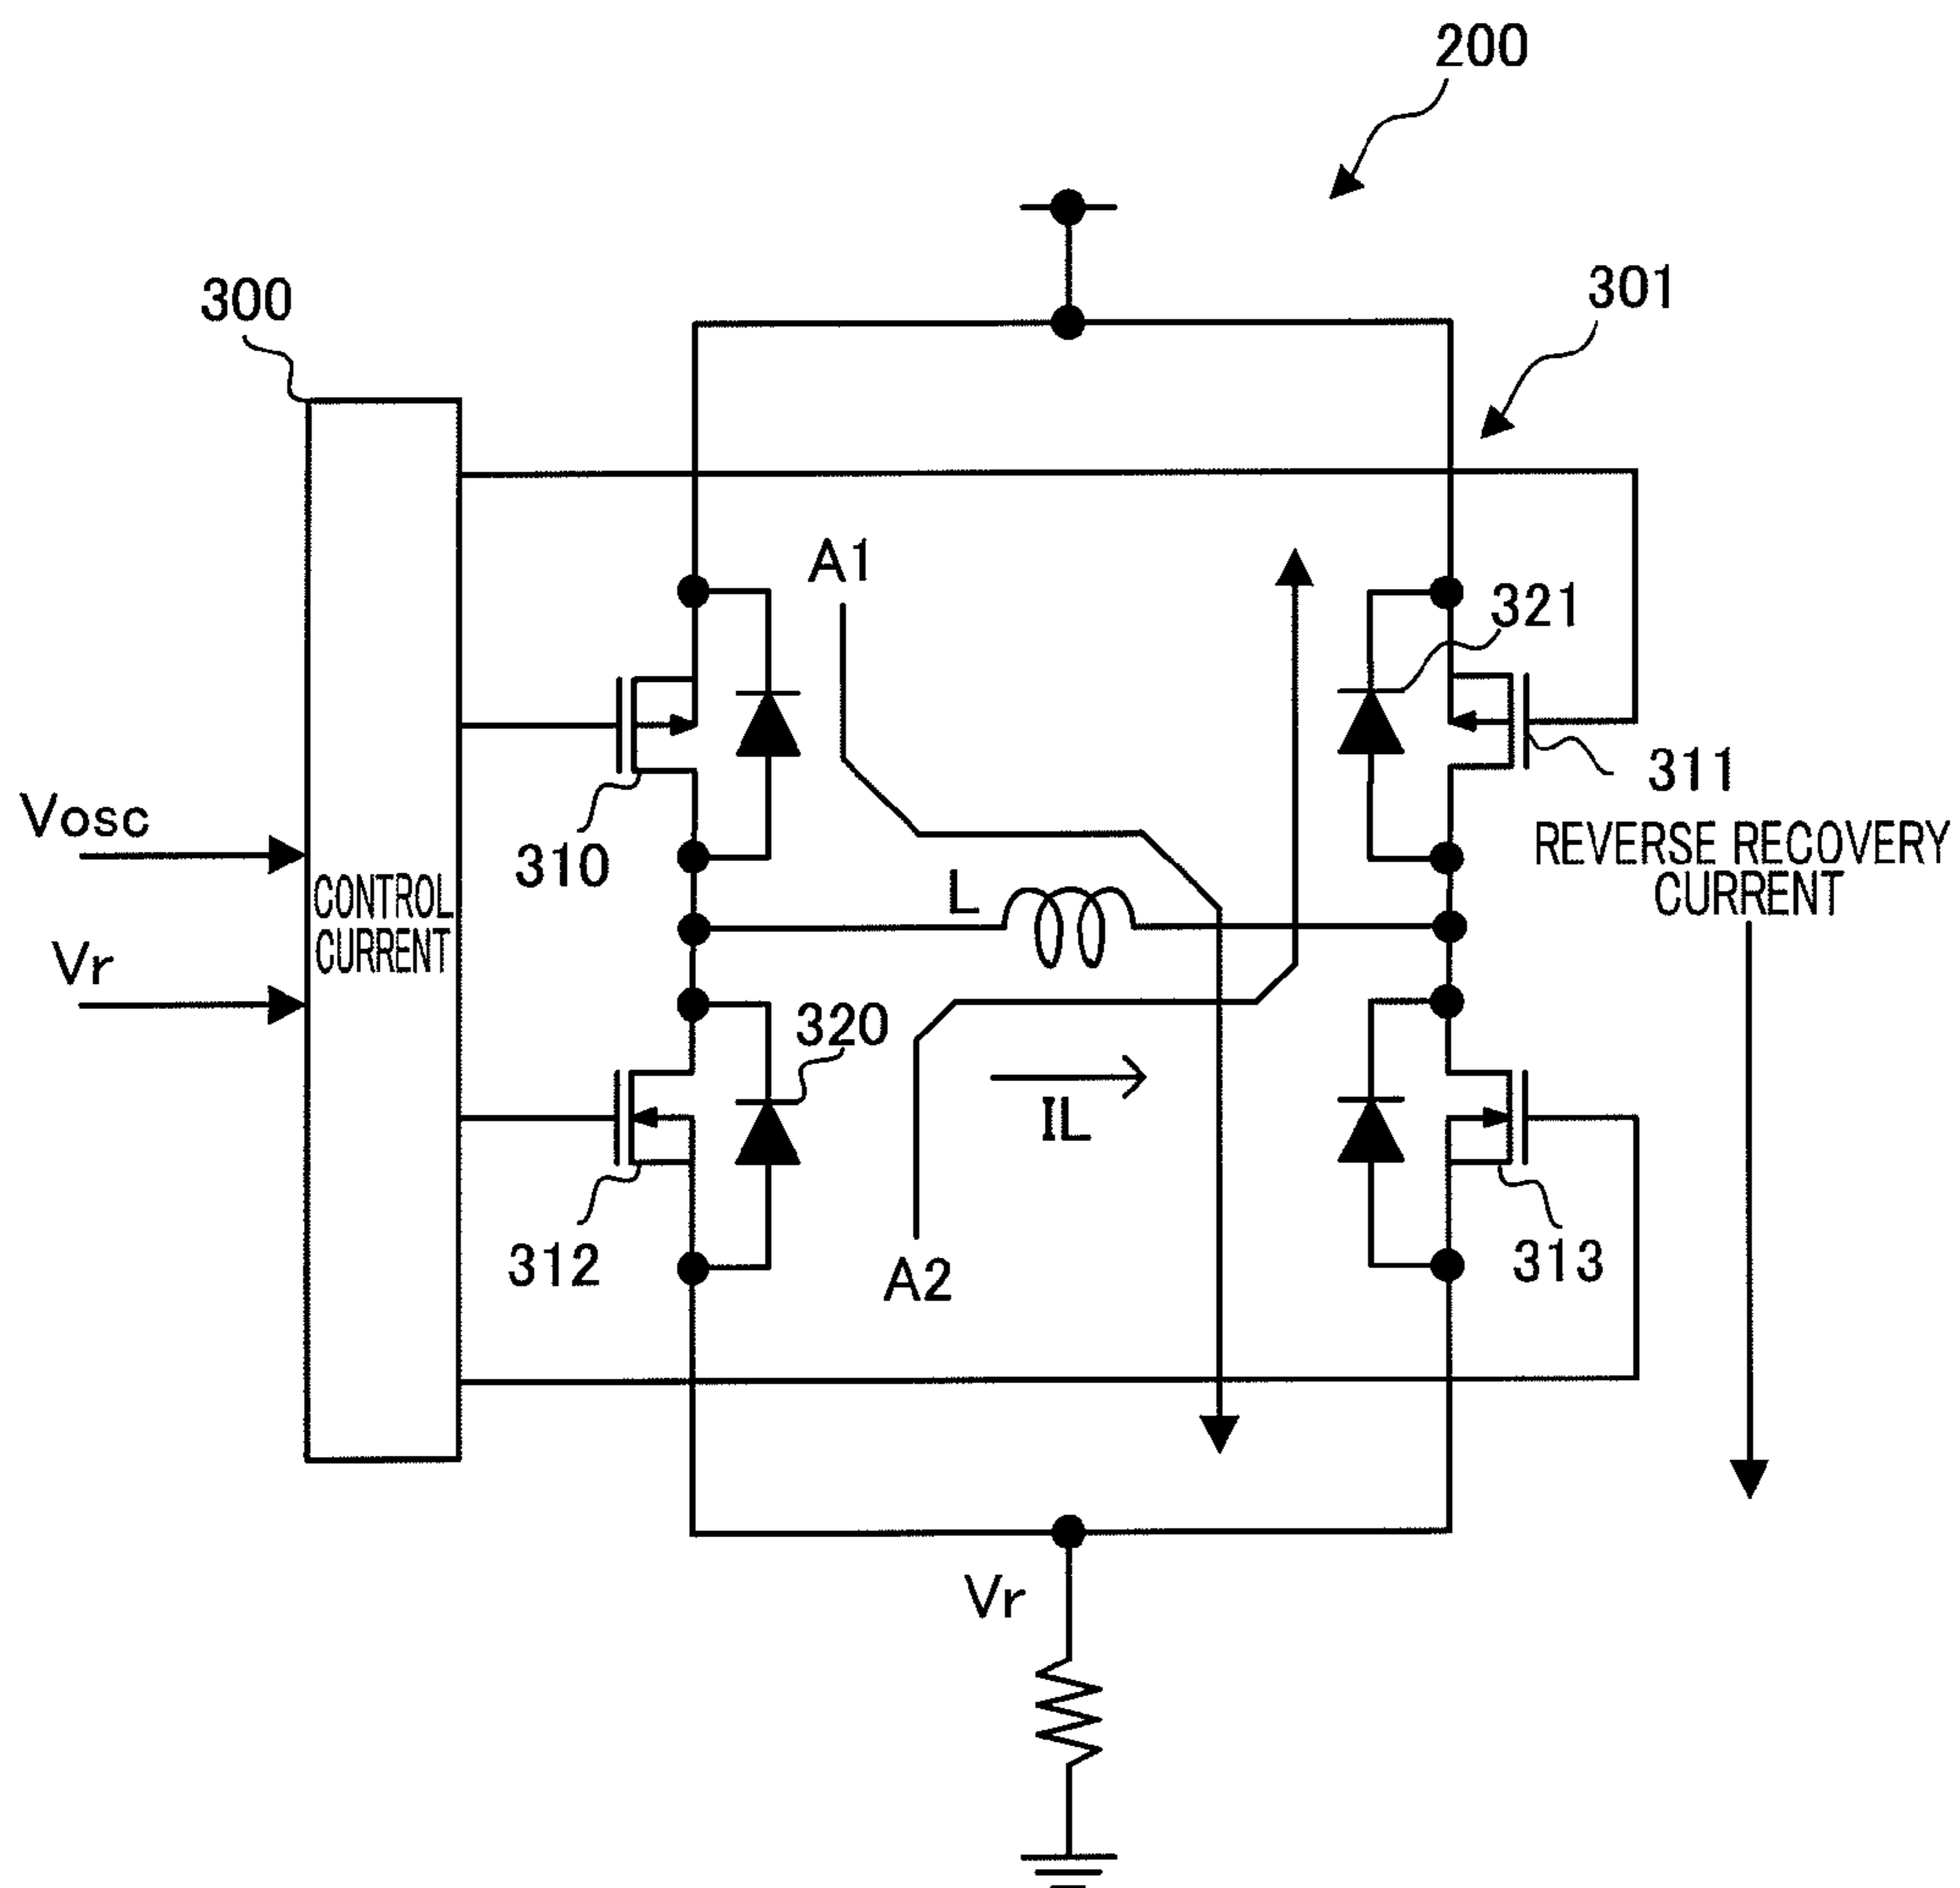 200
300
301
A1
321
311
Vosc
310
REVERSE RECOVERY
CURRENT
L
CONTROL
CURRENT
Vr
320
IL
312
A2
313
Vr